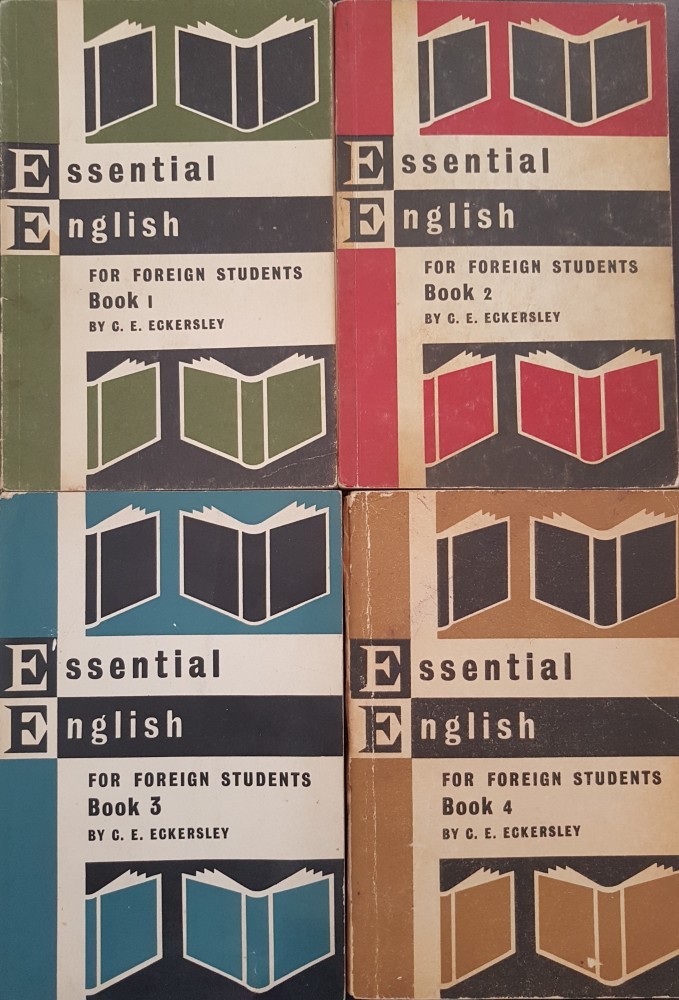 Essential
English
FOR FOREIGN STUDENTS
Book 1
BY C. E. ECKERSLEY
Essential
English
FOR FOREIGN STUDENTS
Book 2
BY C. E. ECKERSLEY
Essential
English
FOR FOREIGN STUDENTS
Book 3
BY C. E. ECKERSLEY
Essential
English
FOR FOREIGN STUDENTS
Book 4
BY C. E. ECKERSLEY